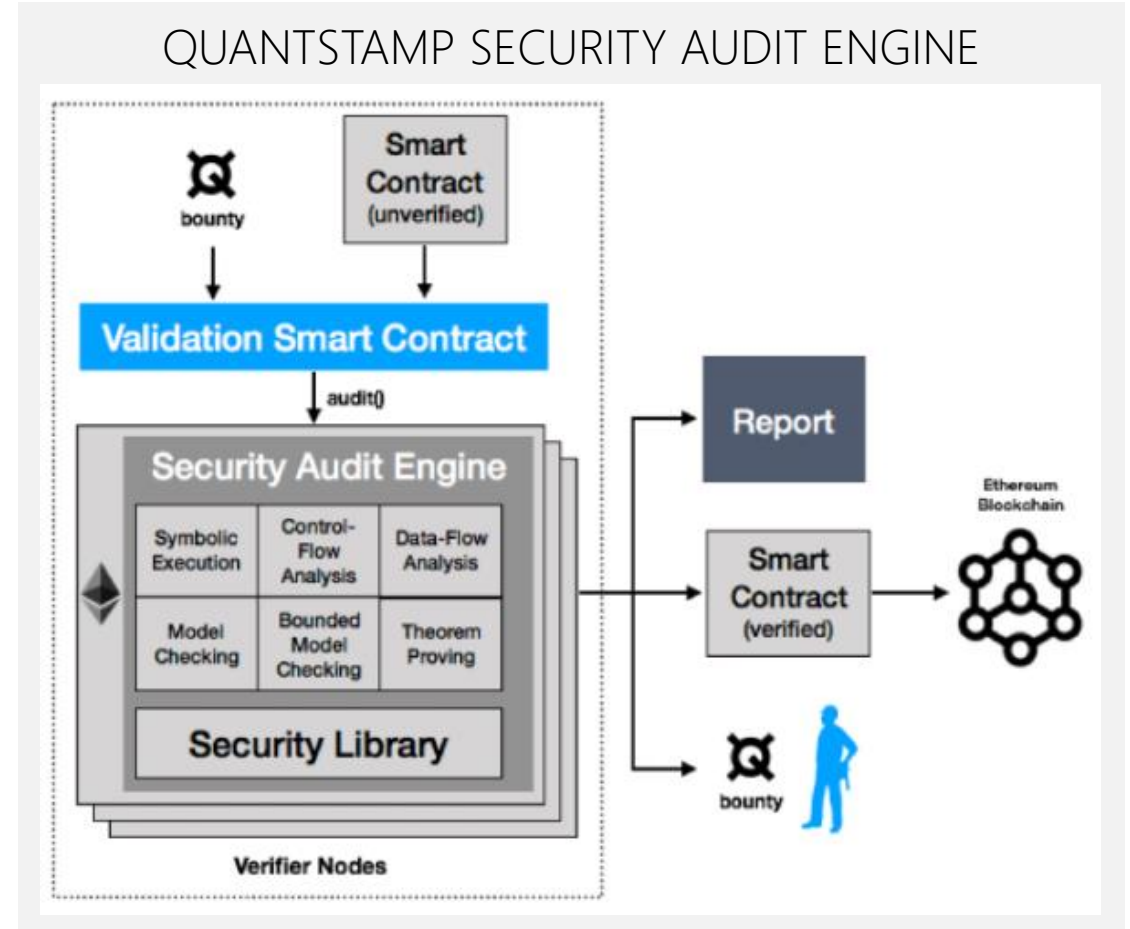 QUANTSTAMP SECURITY AUDIT ENGINE
bounty
Smart
Contract
(unverified)
Validation Smart Contract
audit()
Security Audit Engine
Symbolic
Execution
Control-
Flow
Analysis
Data-Flow
Analysis
Model
Checking
Bounded
Model
Checking
Theorem
Proving
Security Library
Verifier Nodes
Report
Smart
Contract
(verified)
Ethereum
Blockchain
bounty